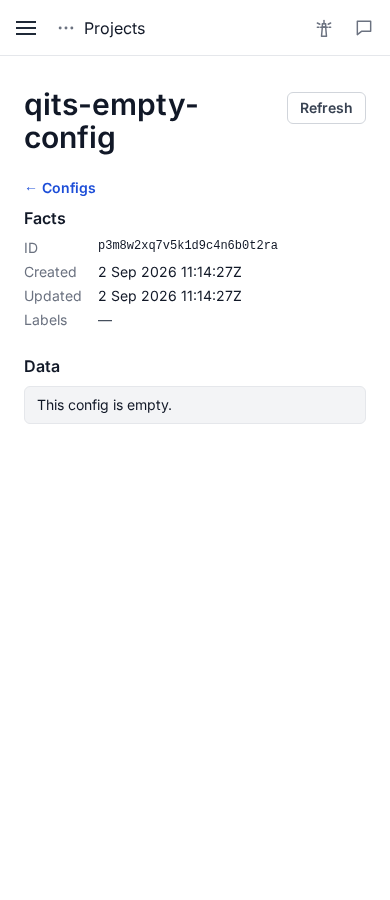 Projects
qits-empty-
config
Refresh
← Configs
Facts
ID p3m8w2xq7v5k1d9c4n6b0t2ra
Created 2 Sep 2026 11:14:27Z
Updated 2 Sep 2026 11:14:27Z
Labels —
Data
This config is empty.